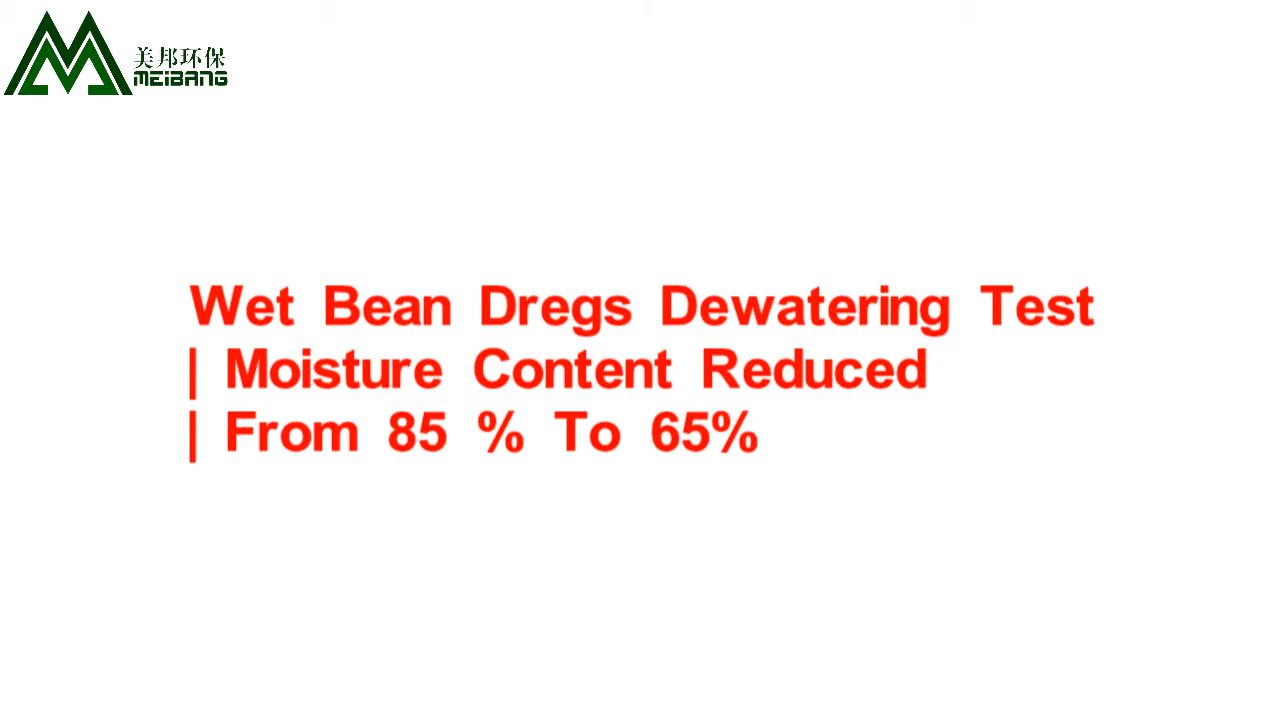 美邦环保
MEIBANG
Wet Bean Dregs Dewatering Test
| Moisture Content Reduced
| From 85 % To 65%